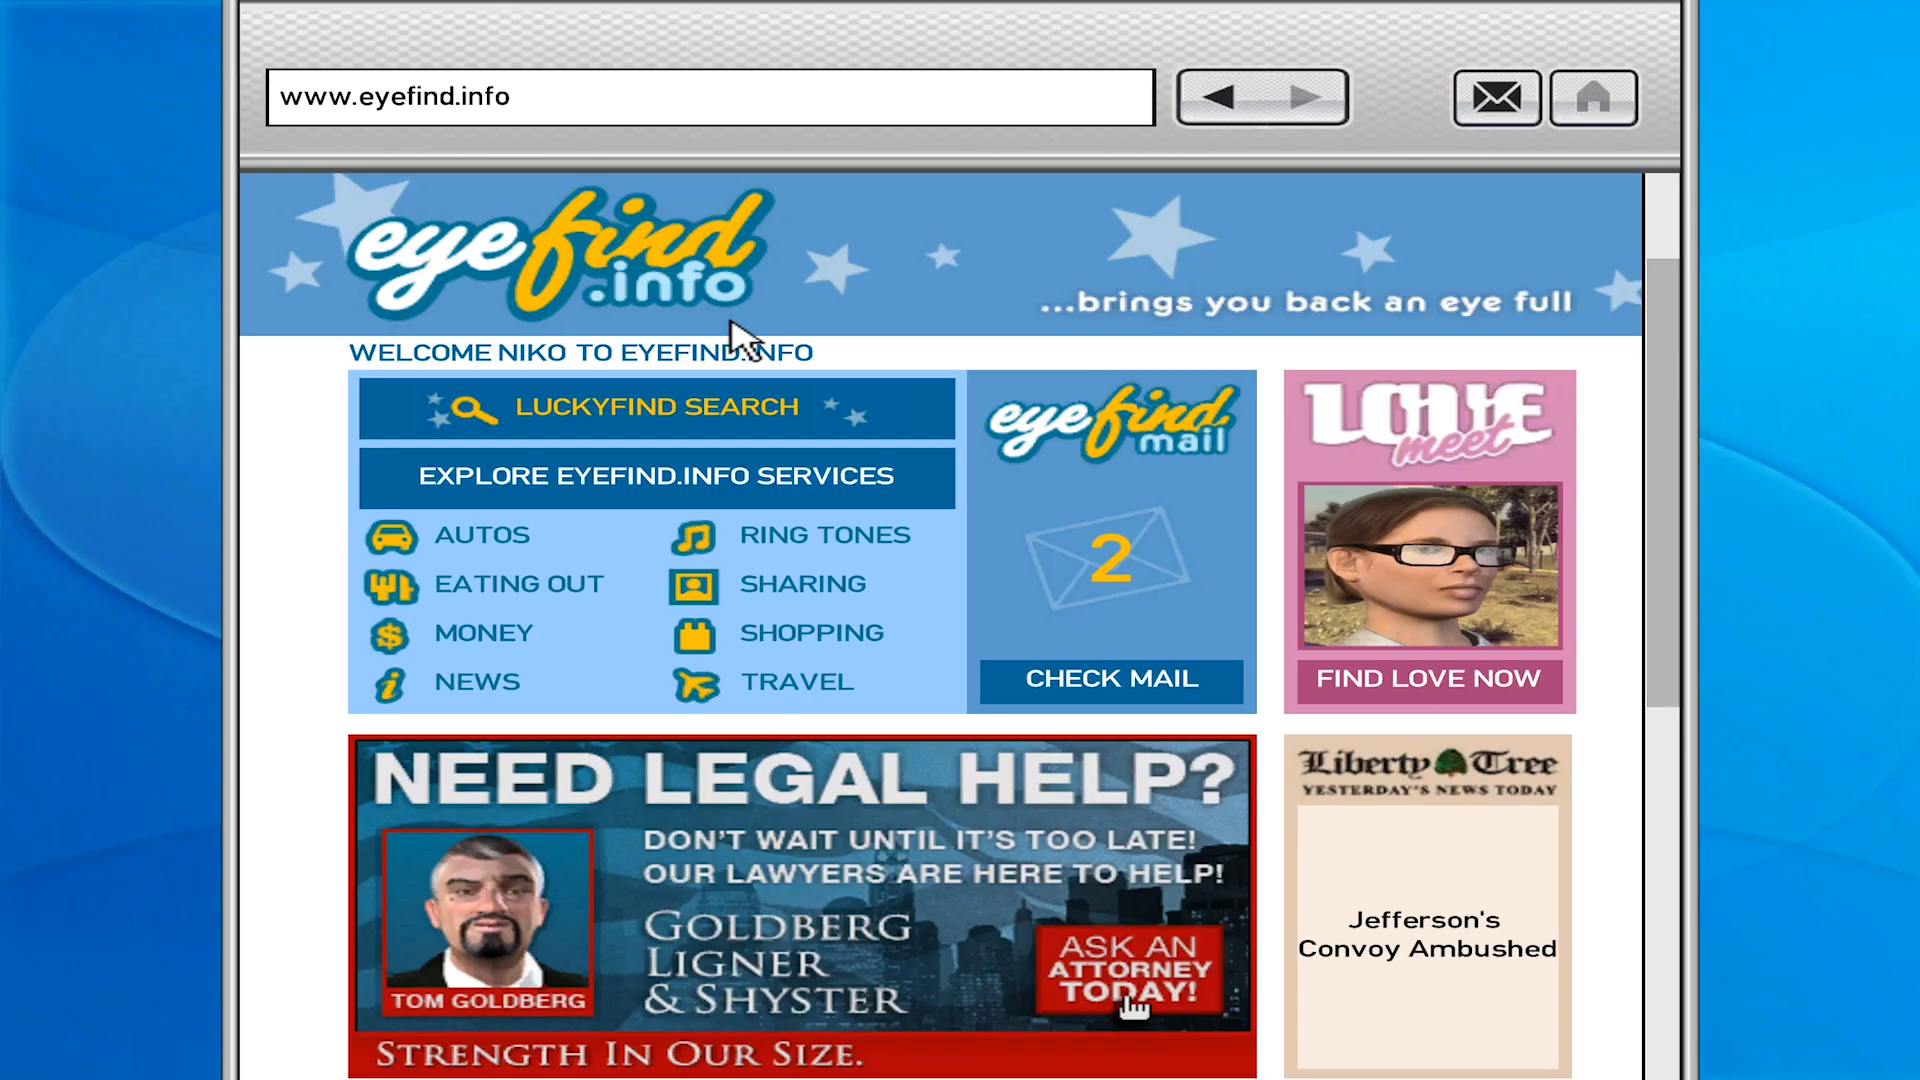 www.eyefind.info
eyefind
.info
...brings you back an eye full
WELCOME NIKO TO EYEFIND.INFO
LUCKYFIND SEARCH
EXPLORE EYEFIND.INFO SERVICES
AUTOS
RING TONES
EATING OUT
SHARING
MONEY
SHOPPING
NEWS
TRAVEL
eyefind
mail
2
CHECK MAIL
LOVE
meet
FIND LOVE NOW
NEED LEGAL HELP?
DON'T WAIT UNTIL IT'S TOO LATE!
OUR LAWYERS ARE HERE TO HELP!
GOLDBERG
LIGNER
& SHYSTER
TOM GOLDBERG
ASK AN
ATTORNEY
TODAY!
STRENGTH IN OUR SIZE.
Liberty Tree
YESTERDAY'S NEWS TODAY
Jefferson's
Convoy Ambushed